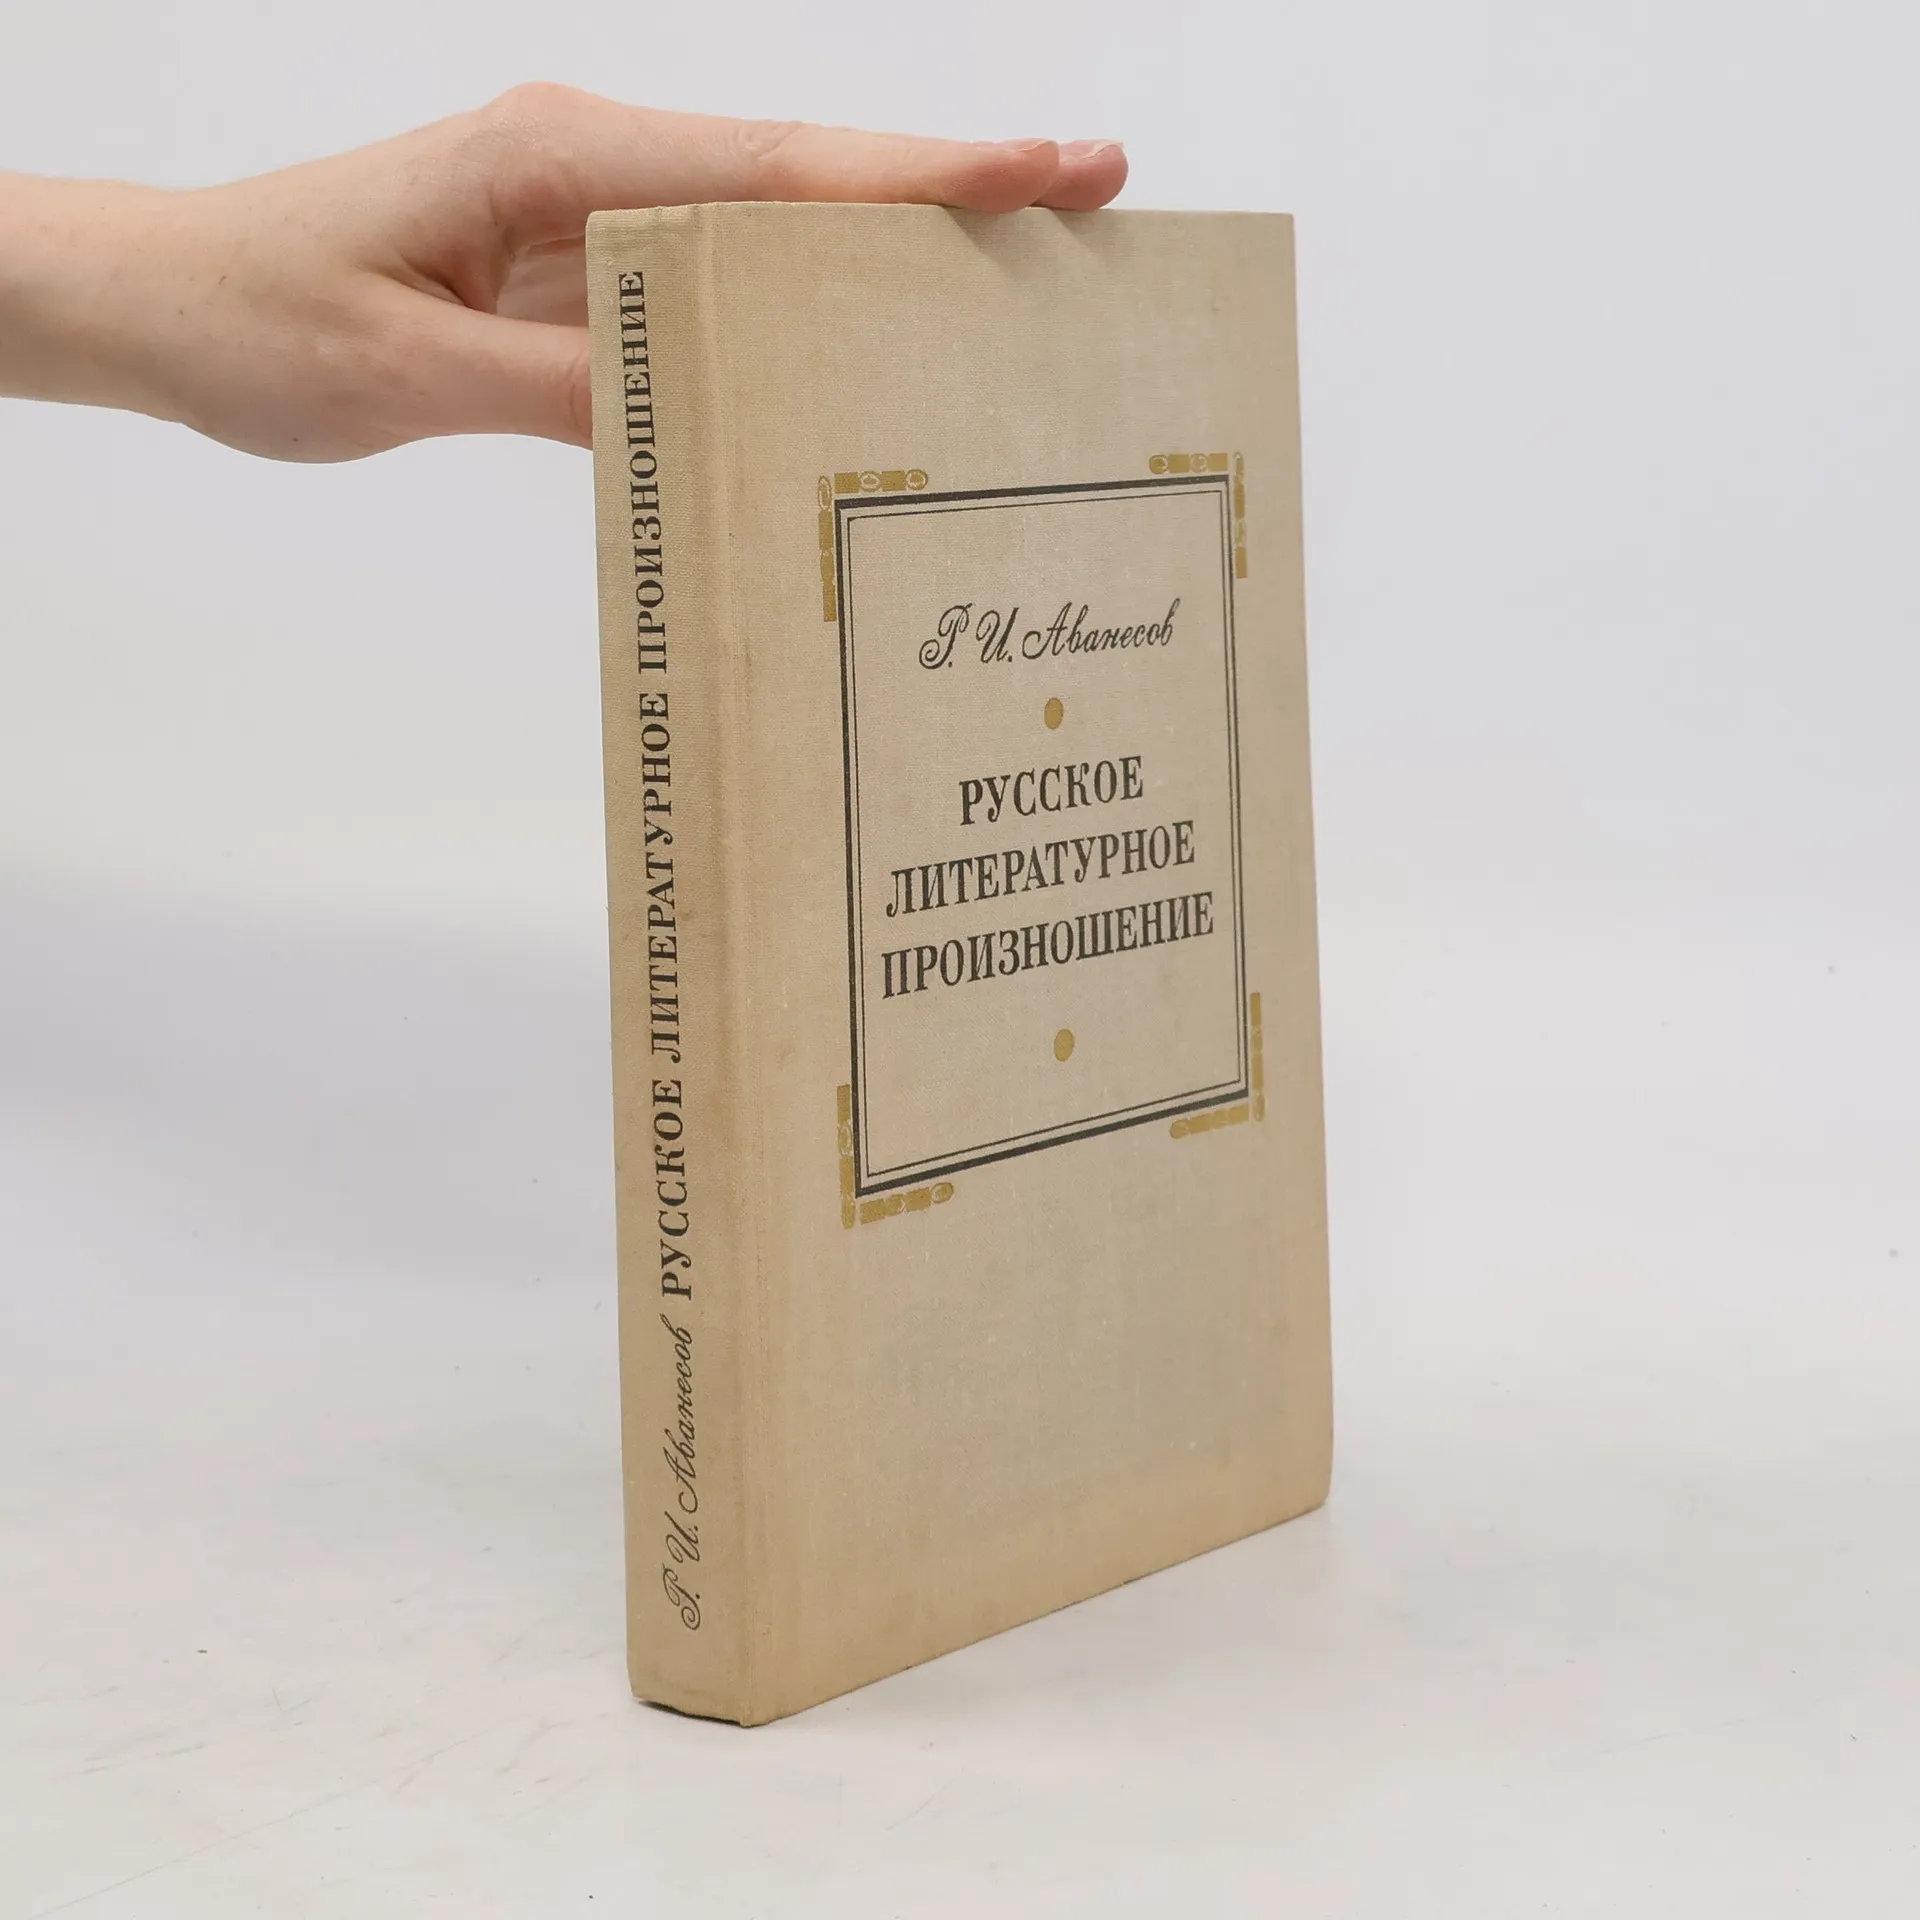 Р. И. Аванесов РУССКОЕ ЛИТЕРАТУРНОЕ ПРОИЗНОШЕНИЕ
Р. И. Аванесов
РУССКОЕ
ЛИТЕРАТУРНОЕ
ПРОИЗНОШЕНИЕ